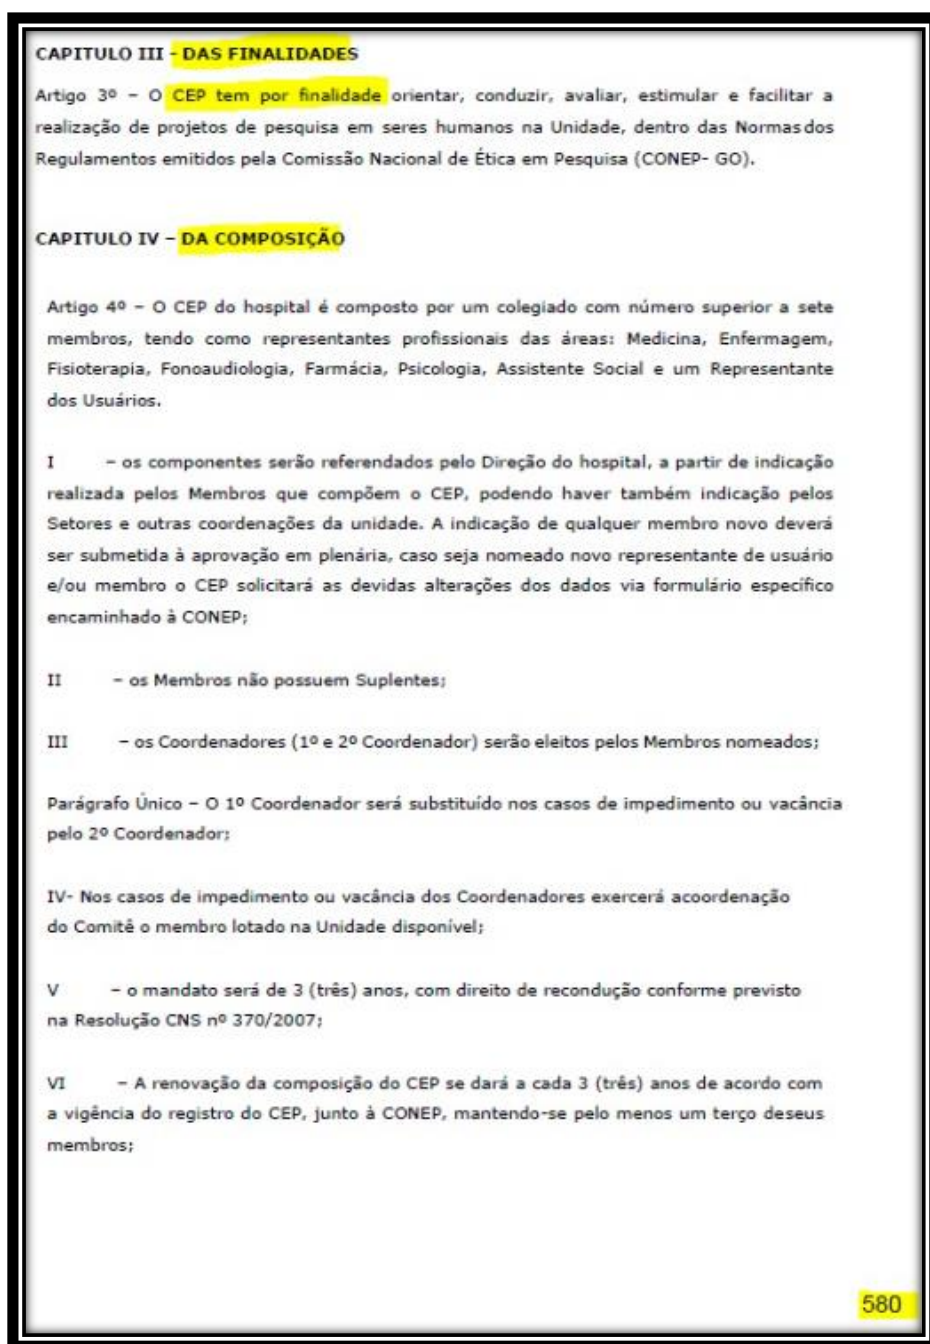 CAPITULO III - DAS FINALIDADES
Artigo 3º – O CEP tem por finalidade orientar, conduzir, avaliar, estimular e facilitar a
realização de projetos de pesquisa em seres humanos na Unidade, dentro das Normas dos
Regulamentos emitidos pela Comissão Nacional de Ética em Pesquisa (CONEP- GO).
CAPITULO IV – DA COMPOSIÇÃO
Artigo 4º – O CEP do hospital é composto por um colegiado com número superior a sete
membros, tendo como representantes profissionais das áreas: Medicina, Enfermagem,
Fisioterapia, Fonoaudiologia, Farmácia, Psicologia, Assistente Social e um Representante
dos Usuários.
I – os componentes serão referendados pelo Direção do hospital, a partir de indicação
realizada pelos Membros que compõem o CEP, podendo haver também indicação pelos
Setores e outras coordenações da unidade. A indicação de qualquer membro novo deverá
ser submetida à aprovação em plenária, caso seja nomeado novo representante de usuário
e/ou membro o CEP solicitará as devidas alterações dos dados via formulário específico
encaminhado à CONEP;
II – os Membros não possuem Suplentes;
III – os Coordenadores (1º e 2º Coordenador) serão eleitos pelos Membros nomeados;
Parágrafo Único – O 1º Coordenador será substituído nos casos de impedimento ou vacância
pelo 2º Coordenador;
IV- Nos casos de impedimento ou vacância dos Coordenadores exercerá acoordenação
do Comitê o membro lotado na Unidade disponível;
V – o mandato será de 3 (três) anos, com direito de recondução conforme previsto
na Resolução CNS nº 370/2007;
VI – A renovação da composição do CEP se dará a cada 3 (três) anos de acordo com
a vigência do registro do CEP, junto à CONEP, mantendo-se pelo menos um terço deseus
membros;
580